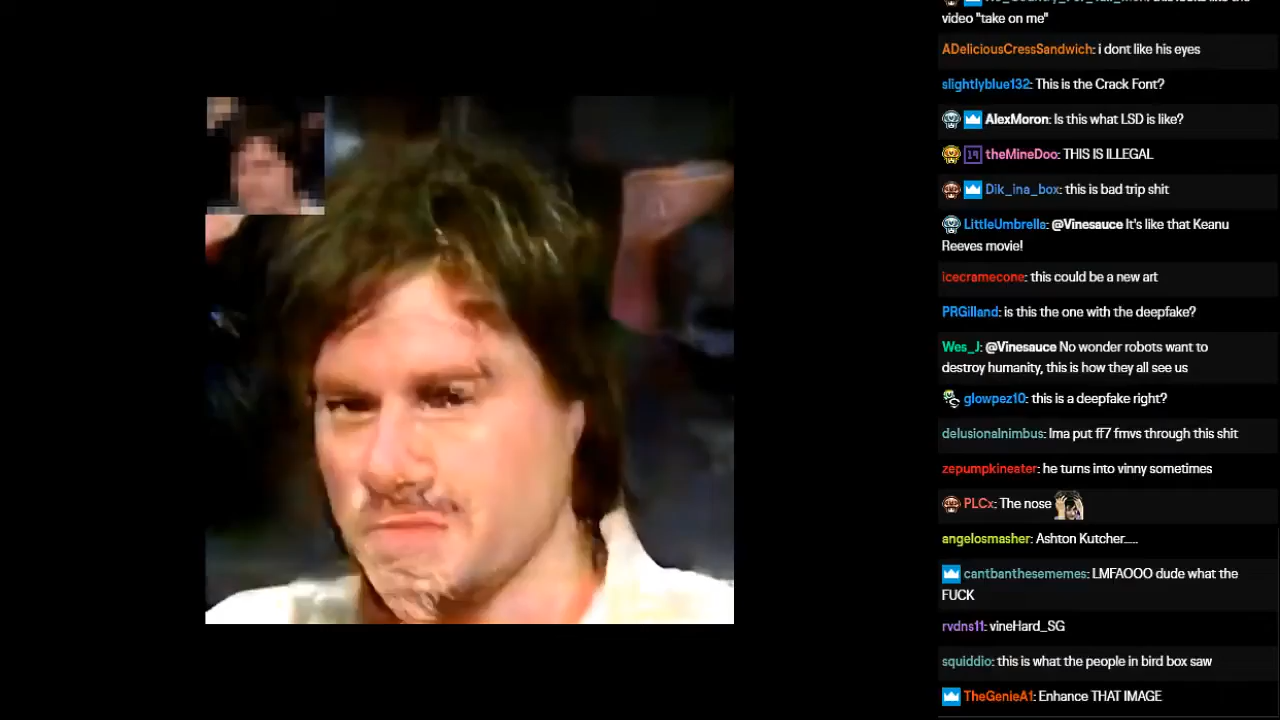 video "take on me"
ADeliciousCressSandwich: i dont like his eyes
slightlyblue132: This is the Crack Font?
AlexMoron: Is this what LSD is like?
19 theMineDoo: THIS IS ILLEGAL
Dik_ina_box: this is bad trip shit
LittleUmbrella: @Vinesauce It's like that Keanu
Reeves movie!
icecramecone: this could be a new art
PRGilland: is this the one with the deepfake?
Wes_J: @Vinesauce No wonder robots want to
destroy humanity, this is how they all see us
glowpez10: this is a deepfake right?
delusionalnimbus: Ima put ff7 fmvs through this shit
zepumpkineater: he turns into vinny sometimes
PLCx: The nose
angelosmasher: Ashton Kutcher.....
cantbanthesememes: LMFAOOO dude what the
FUCK
rvdns11: vineHard_SG
squiddio: this is what the people in bird box saw
TheGenieA1: Enhance THAT IMAGE